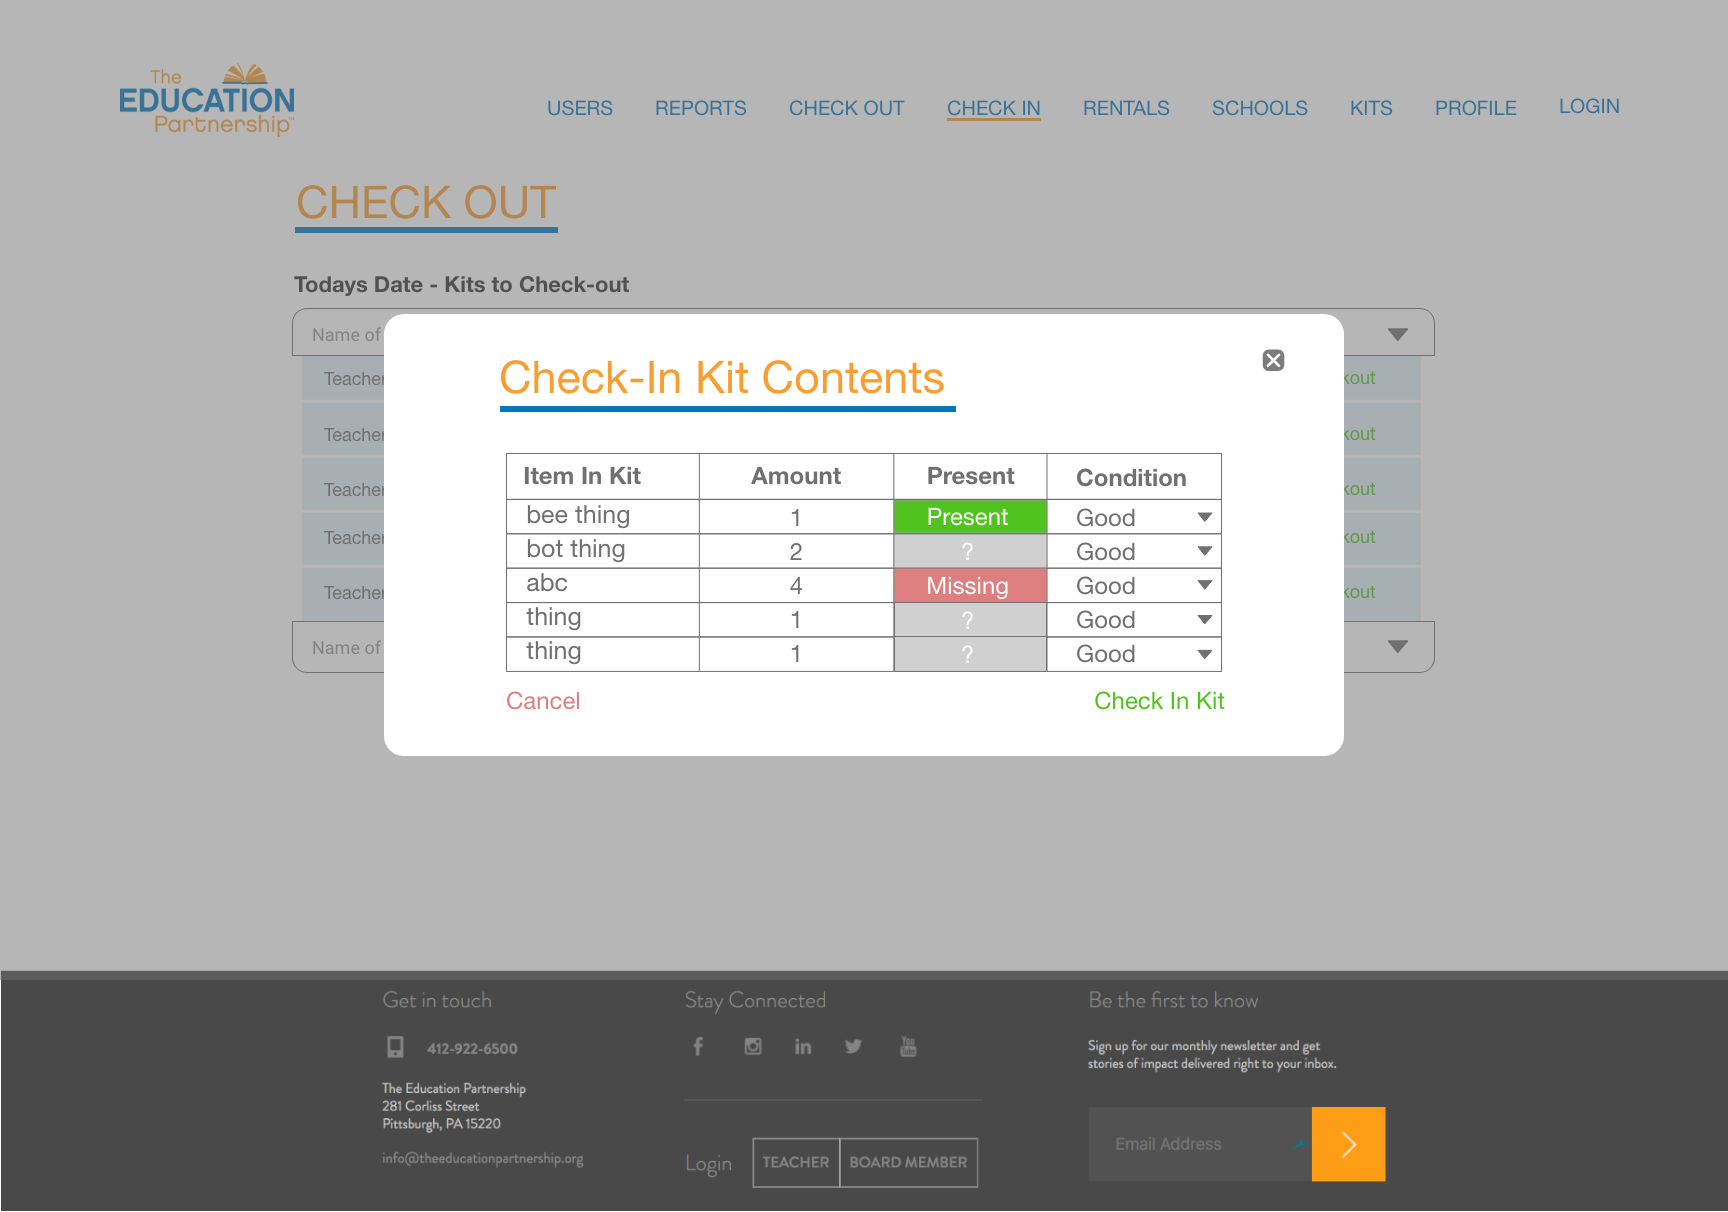 The
EDUCATION
Partnership™
USERS REPORTS CHECK OUT CHECK IN RENTALS SCHOOLS KITS PROFILE LOGIN
CHECK OUT
Todays Date - Kits to Check-out
Name of
Teacher kout
Teacher kout
Teacher kout
Teacher kout
Teacher kout
Name of
Check-In Kit Contents
Item In Kit Amount Present Condition
bee thing 1 Present Good
bot thing 2 ? Good
abc 4 Missing Good
thing 1 ? Good
thing 1 ? Good
Cancel Check In Kit
Get in touch
412-922-6500
The Education Partnership
281 Corliss Street
Pittsburgh, PA 15220
info@theeducationpartnership.org
Stay Connected
f in You Tube
Login TEACHER BOARD MEMBER
Be the first to know
Sign up for our monthly newsletter and get
stories of impact delivered right to your inbox.
Email Address